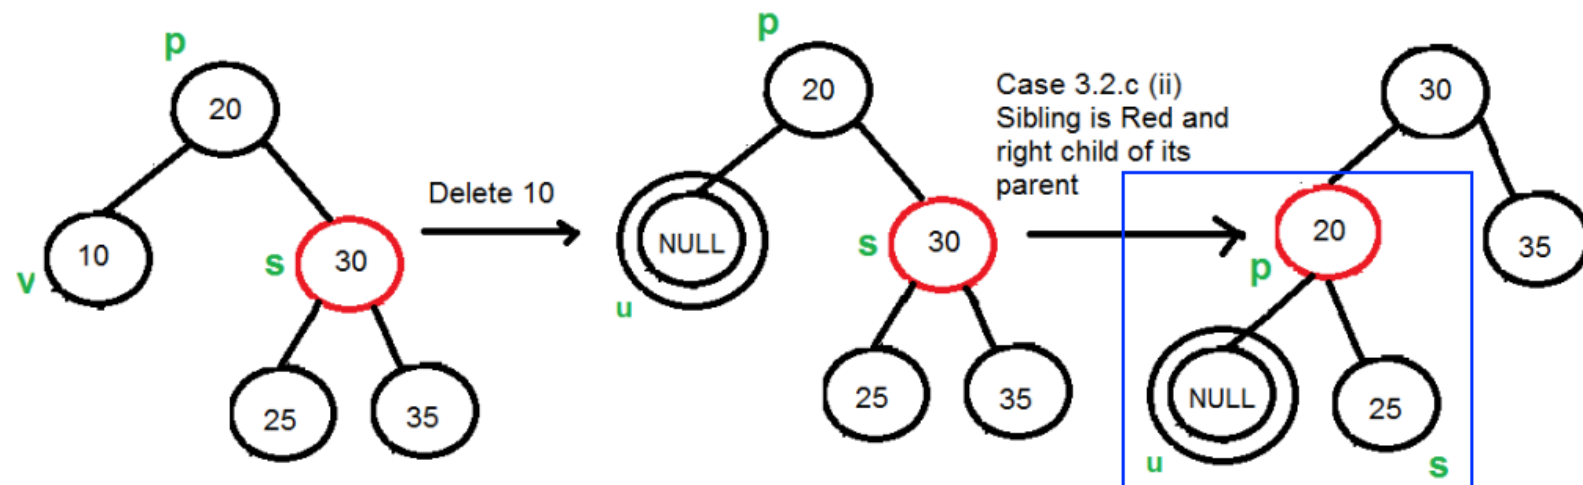 p
20
10
v
s
30
25
35
Delete 10
p
20
NULL
u
s
30
25
35
Case 3.2.c (ii)
Sibling is Red and
right child of its
parent
30
20
p
35
NULL
25
u
s